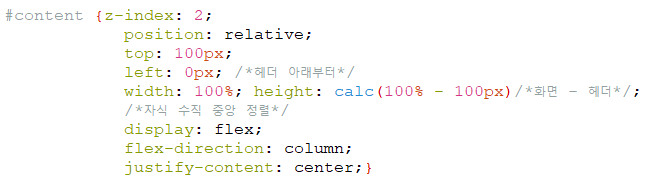 #content {z-index: 2;
position: relative;
top: 100px;
left: 0px; /*헤더 아래부터*/
width: 100%; height: calc(100% - 100px)/*화면 - 헤더*/;
/*자식 수직 중앙 정렬*/
display: flex;
flex-direction: column;
justify-content: center;}